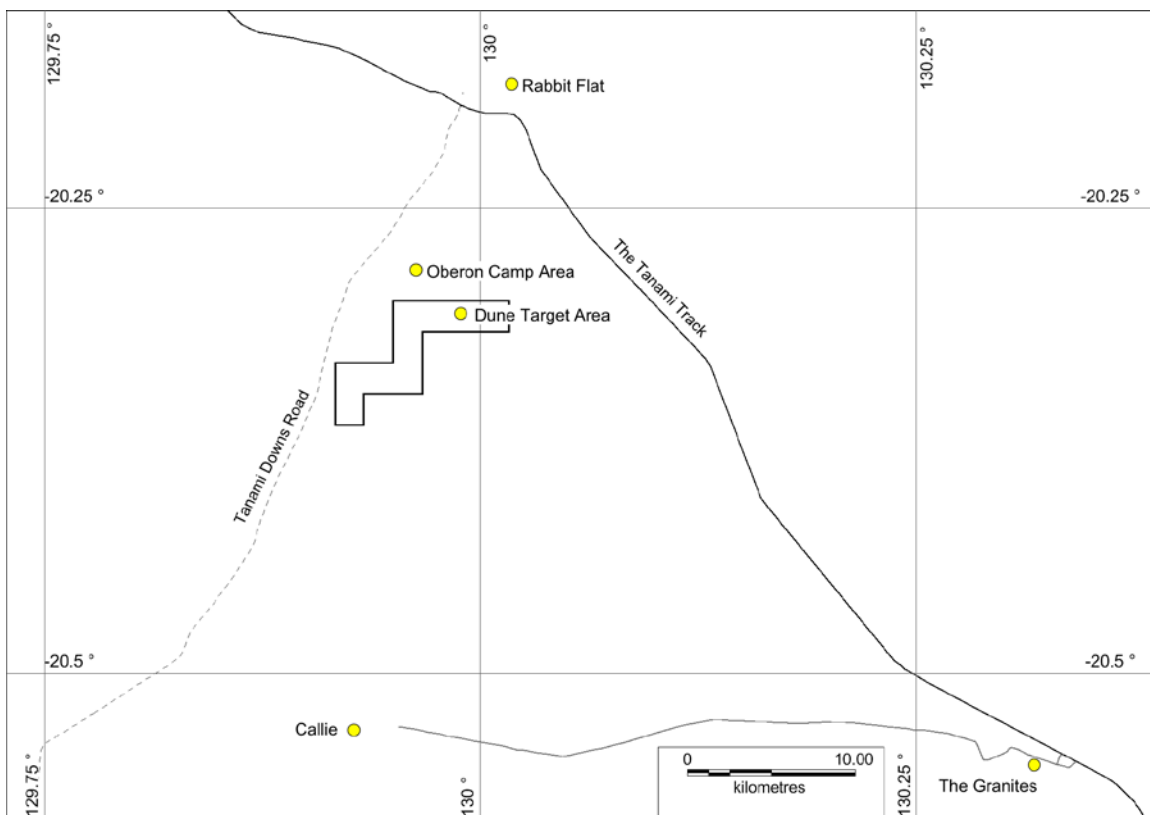 129.75 °
130 °
130.25 °
Rabbit Flat
-20.25 °
-20.25 °
The Tanami Track
Oberon Camp Area
Dune Target Area
Tanami Downs Road
-20.5 °
-20.5 °
Callie
0 10.00
kilometres
The Granites
129.75 °
130 °
130.25 °